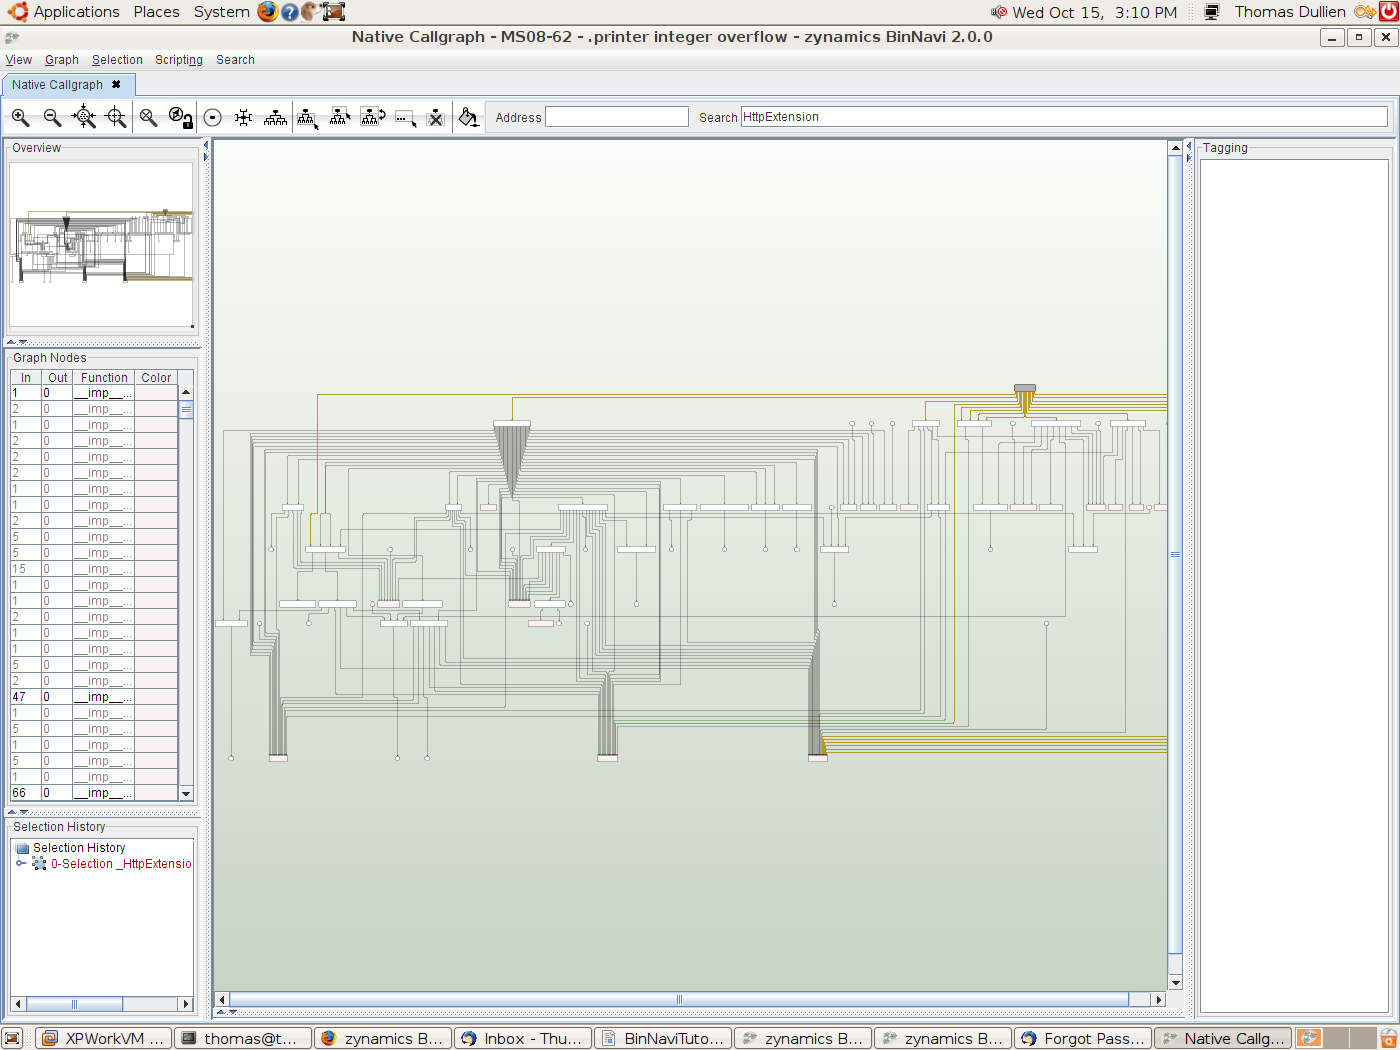 Applications Places System
Wed Oct 15, 3:10 PM
Thomas Dullien
Native Callgraph - MS08-62 - .printer integer overflow - zynamics BinNavi 2.0.0
View Graph Selection Scripting Search
Native Callgraph
Address
Search HttpExtension
Overview
Graph Nodes
In Out Function Color
1 0 __imp__...
2 0 __imp__...
1 0 __imp__...
2 0 __imp__...
2 0 __imp__...
2 0 __imp__...
1 0 __imp__...
1 0 __imp__...
2 0 __imp__...
5 0 __imp__...
5 0 __imp__...
15 0 __imp__...
1 0 __imp__...
1 0 __imp__...
2 0 __imp__...
1 0 __imp__...
1 0 __imp__...
5 0 __imp__...
2 0 __imp__...
47 0 __imp__...
1 0 __imp__...
5 0 __imp__...
1 0 __imp__...
5 0 __imp__...
1 0 __imp__...
66 0 __imp__...
Selection History
Selection History
0-Selection _HttpExtensio
Tagging
XPWorkVM ...
thomas@t...
zynamics B...
Inbox - Thu...
BinNaviTuto...
zynamics B...
zynamics B...
Forgot Pass...
Native Callg...